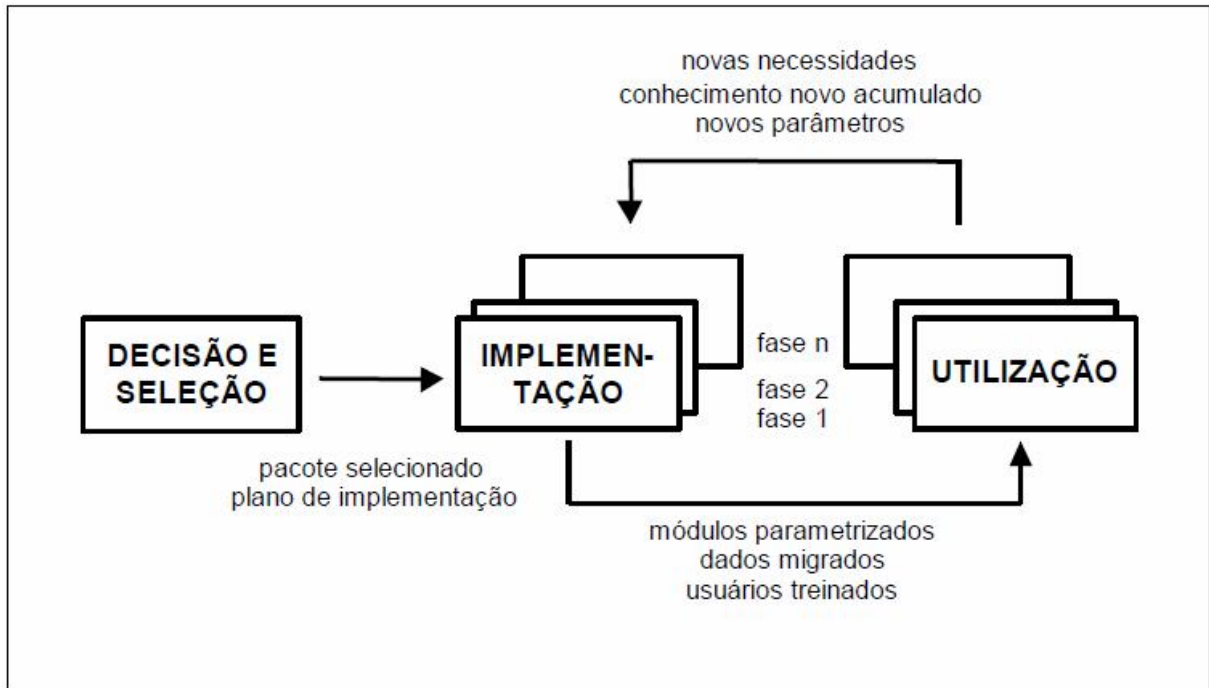 novas necessidades
conhecimento novo acumulado
novos parâmetros
DECISÃO E
SELEÇÃO
IMPLEMEN-
TAÇÃO
fase n
fase 2
fase 1
UTILIZAÇÃO
pacote selecionado
plano de implementação
módulos parametrizados
dados migrados
usuários treinados